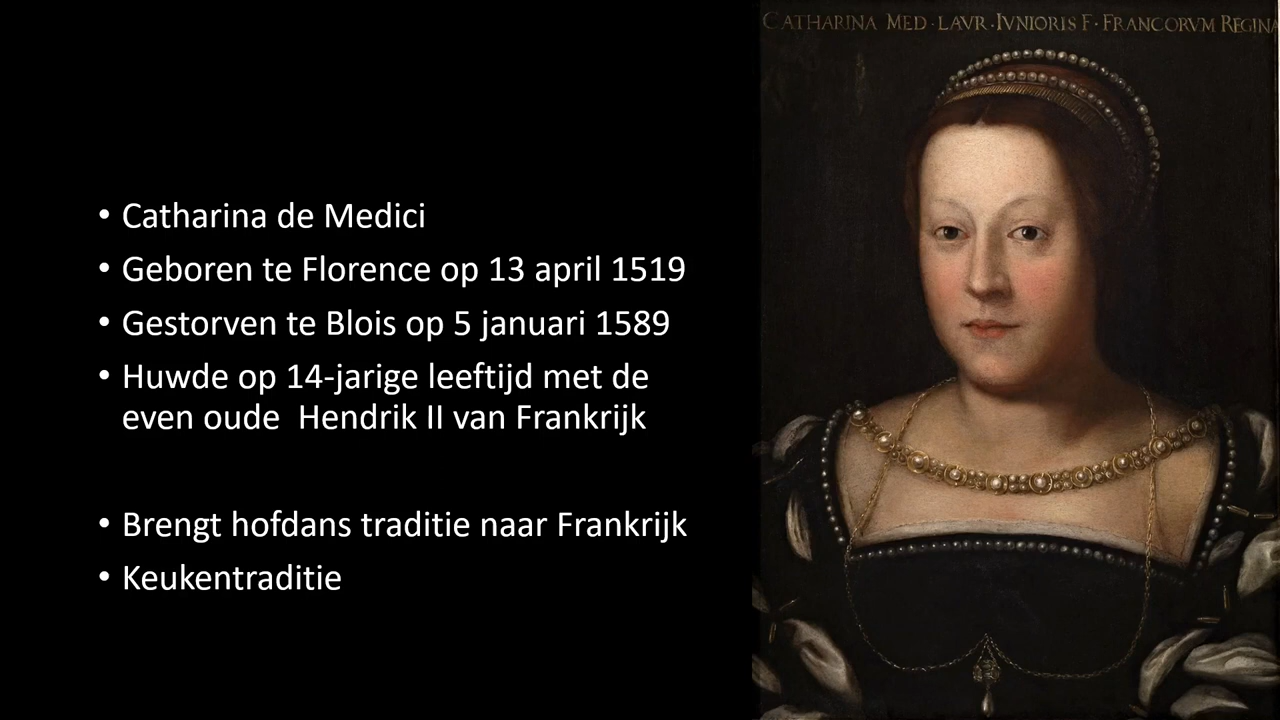 CATHARINA MED · LAVR · IVNIORIS F · FRANCORVM REGINA
• Catharina de Medici
• Geboren te Florence op 13 april 1519
• Gestorven te Blois op 5 januari 1589
• Huwde op 14-jarige leeftijd met de
even oude  Hendrik II van Frankrijk
• Brengt hofdans traditie naar Frankrijk
• Keukentraditie